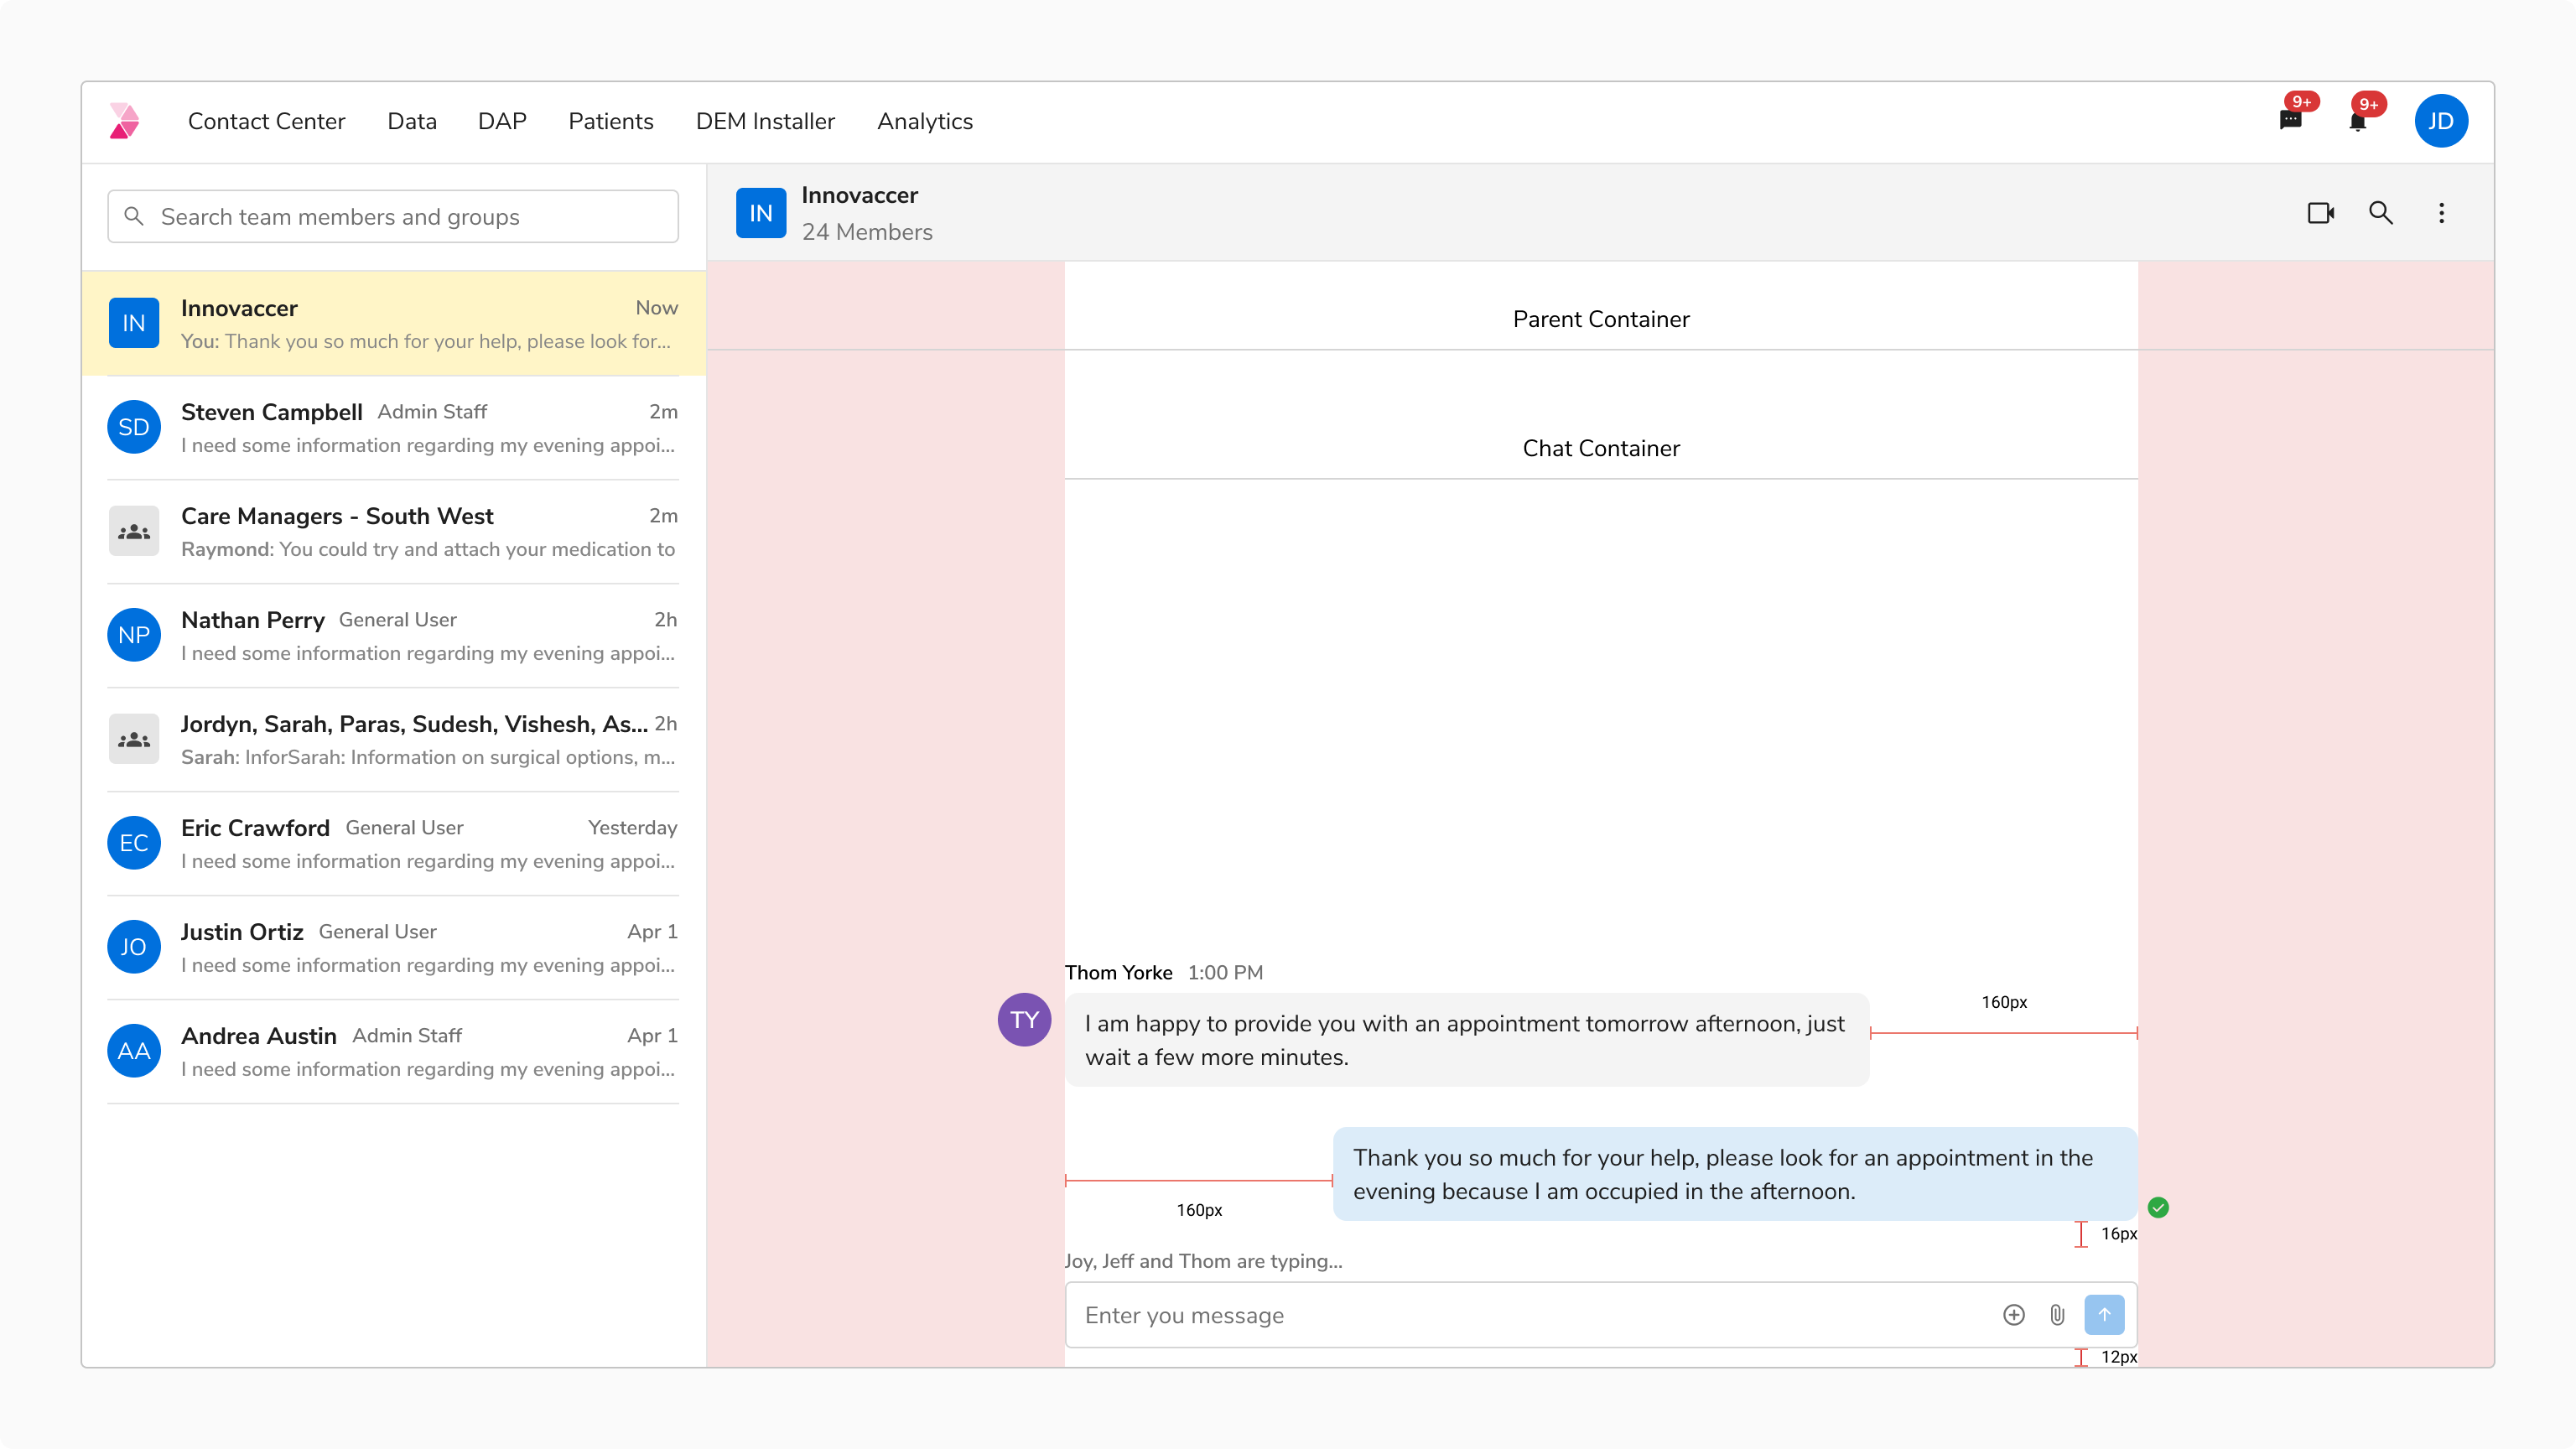 Contact Center Data DAP Patients DEM Installer Analytics 9+ 9+ JD
Search team members and groups
IN Innovaccer Now
You: Thank you so much for your help, please look for...
SD Steven Campbell Admin Staff 2m
I need some information regarding my evening appoi...
Care Managers - South West 2m
Raymond: You could try and attach your medication to
NP Nathan Perry General User 2h
I need some information regarding my evening appoi...
Jordyn, Sarah, Paras, Sudesh, Vishesh, As... 2h
Sarah: InforSarah: Information on surgical options, m...
EC Eric Crawford General User Yesterday
I need some information regarding my evening appoi...
JO Justin Ortiz General User Apr 1
I need some information regarding my evening appoi...
AA Andrea Austin Admin Staff Apr 1
I need some information regarding my evening appoi...
IN Innovaccer
24 Members
Parent Container
Chat Container
Thom Yorke 1:00 PM
TY I am happy to provide you with an appointment tomorrow afternoon, just
wait a few more minutes.
160px
Thank you so much for your help, please look for an appointment in the
evening because I am occupied in the afternoon.
160px
16px
Joy, Jeff and Thom are typing...
Enter you message
12px